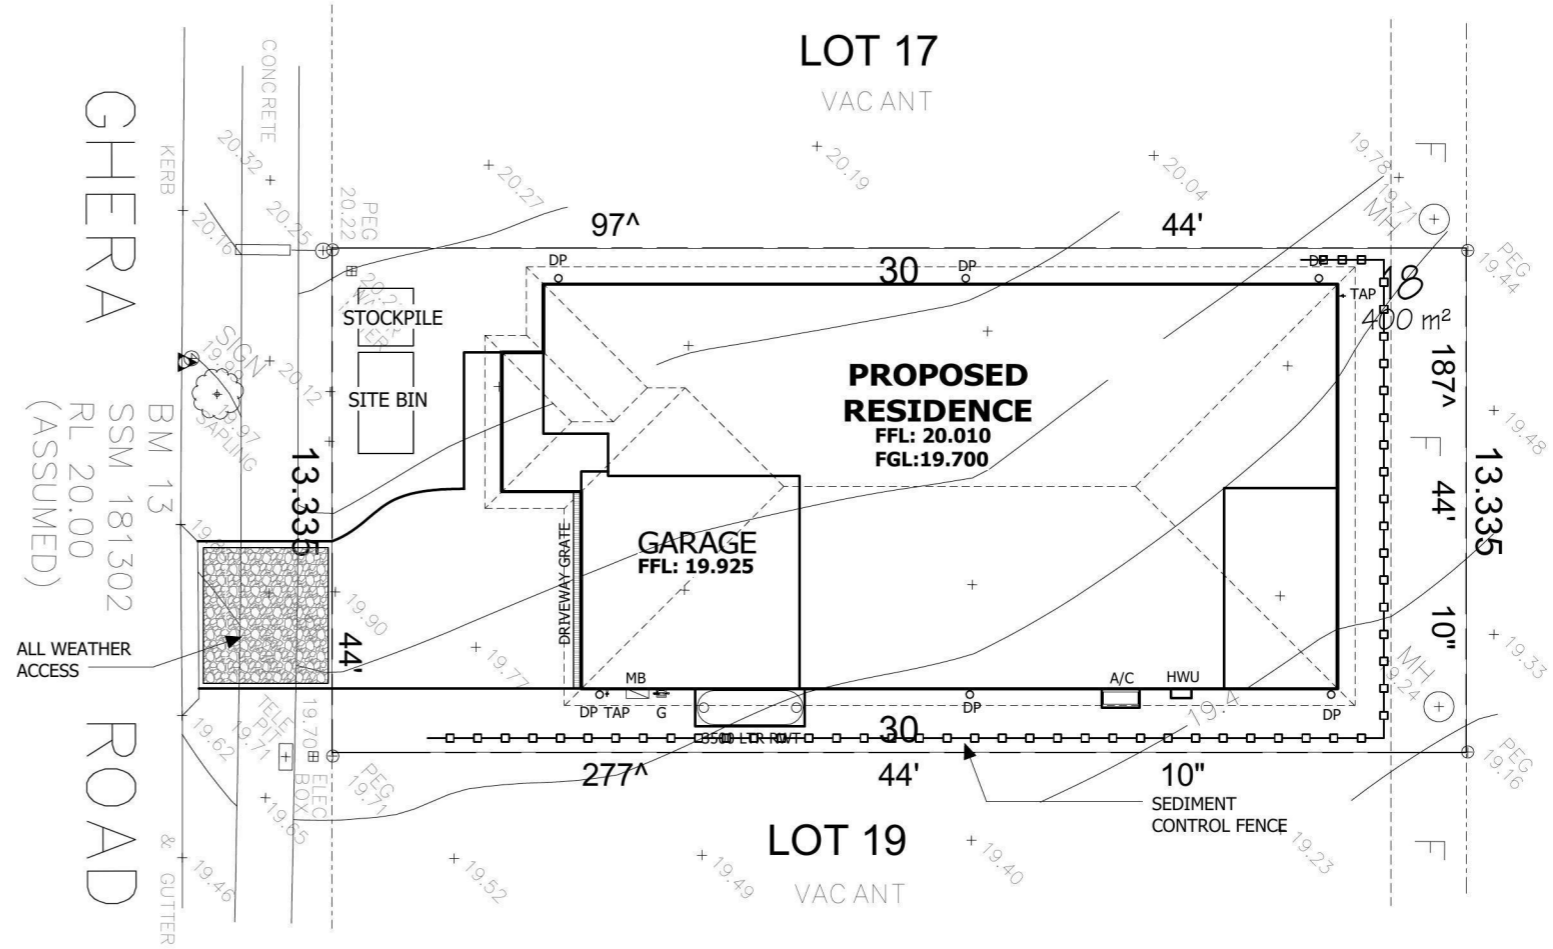 LOT 17
VACANT
CONCRETE
GHERA ROAD
KERB
& GUTTER
20.32
20.25
20.16
PEG
20.22
20.27
20.19
20.04
19.78
19.71
MH
F
PEG
19.44
97^
44'
30
DP
DP
DP
TAP
18
400 m²
STOCKPILE
SITE BIN
SIGN
20.12
19.97
SAPLING
BM 13
SSM 181302
RL 20.00
(ASSUMED)
13.335
44'
PROPOSED
RESIDENCE
FFL: 20.010
FGL:19.700
GARAGE
FFL: 19.925
DRIVEWAY GRATE
187^
44'
10"
F
13.335
19.48
19.33
MH
19.24
ALL WEATHER
ACCESS
19.90
19.77
MB
DP
TAP
G
3500 LTR RWT
DP
A/C
HWU
DP
19.4
TELE
PIT
19.71
19.70
19.62
ELEC
BOX
PEG
19.71
30
277^
44'
10"
PEG
19.16
SEDIMENT
CONTROL FENCE
LOT 19
VACANT
19.65
19.46
19.52
19.49
19.40
19.23
F